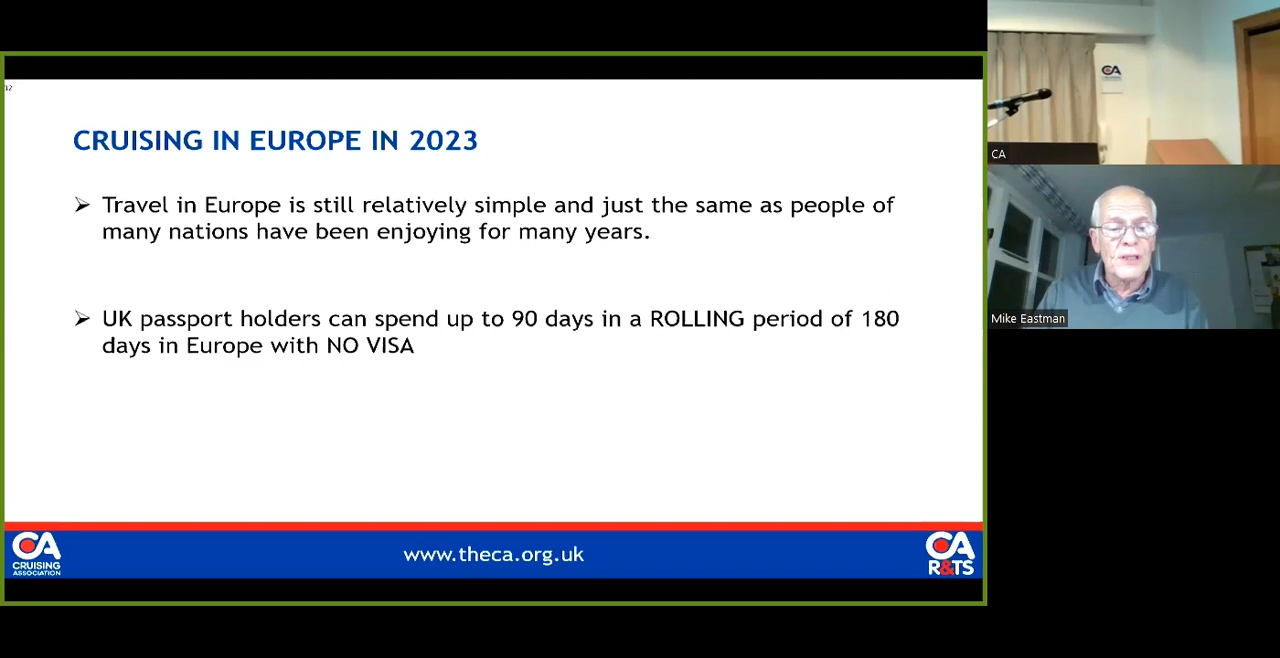 12
CRUISING IN EUROPE IN 2023
➢ Travel in Europe is still relatively simple and just the same as people of
many nations have been enjoying for many years.
➢ UK passport holders can spend up to 90 days in a ROLLING period of 180
days in Europe with NO VISA
CA
CRUISING
ASSOCIATION
www.theca.org.uk
CA
R&TS
CA
CA
Mike Eastman